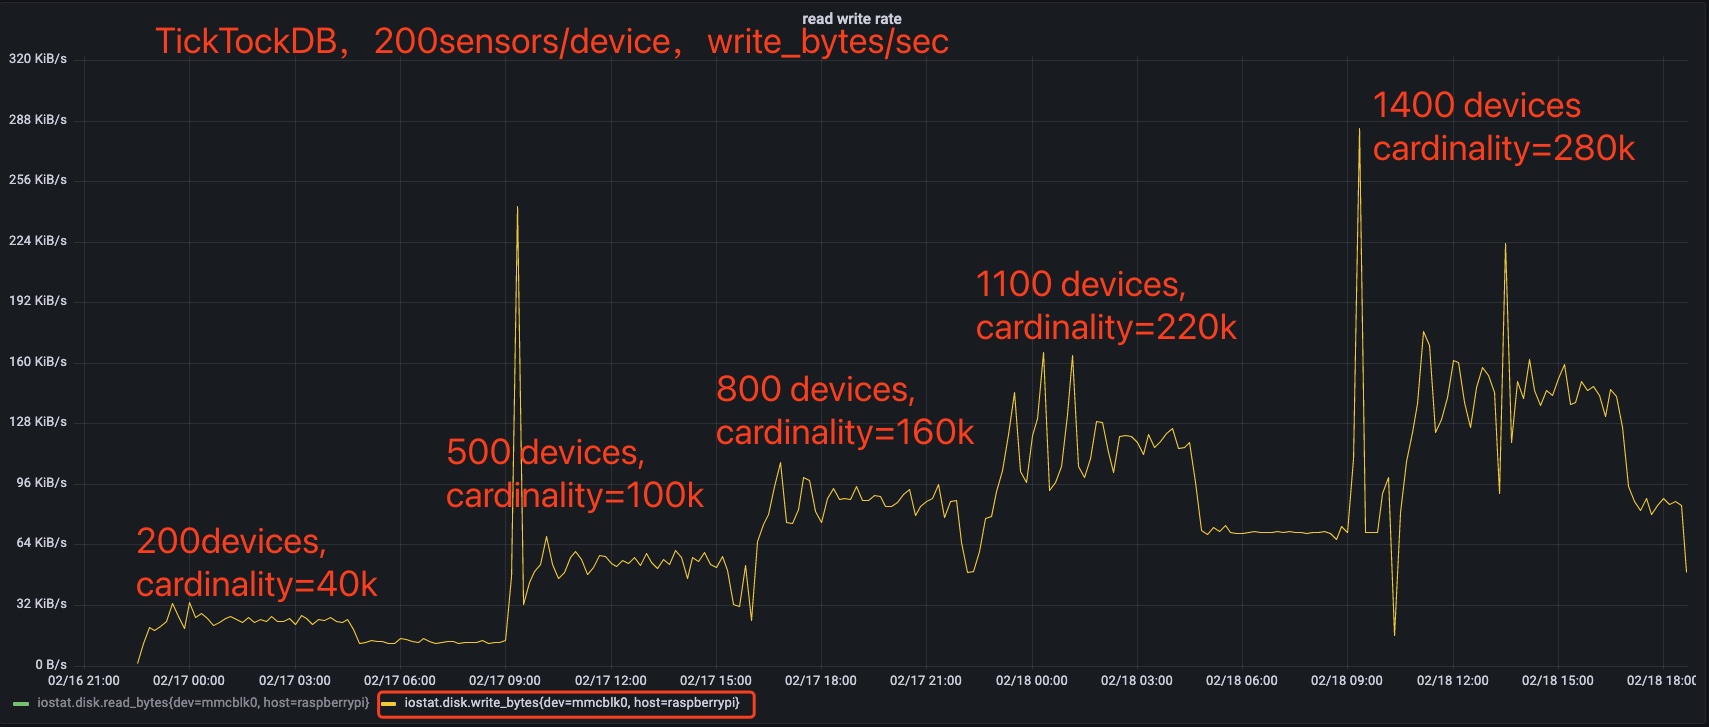 read write rate
TickTockDB, 200sensors/device, write_bytes/sec
320 KiB/s
288 KiB/s
256 KiB/s
224 KiB/s
192 KiB/s
160 KiB/s
128 KiB/s
96 KiB/s
64 KiB/s
32 KiB/s
0 B/s
1400 devices
cardinality=280k
1100 devices,
cardinality=220k
800 devices,
cardinality=160k
500 devices,
cardinality=100k
200devices,
cardinality=40k
02/16 21:00 02/17 00:00 02/17 03:00 02/17 06:00 02/17 09:00 02/17 12:00 02/17 15:00 02/17 18:00 02/17 21:00 02/18 00:00 02/18 03:00 02/18 06:00 02/18 09:00 02/18 12:00 02/18 15:00 02/18 18:00
iostat.disk.read_bytes{dev=mmcblk0, host=raspberrypi} iostat.disk.write_bytes{dev=mmcblk0, host=raspberrypi}